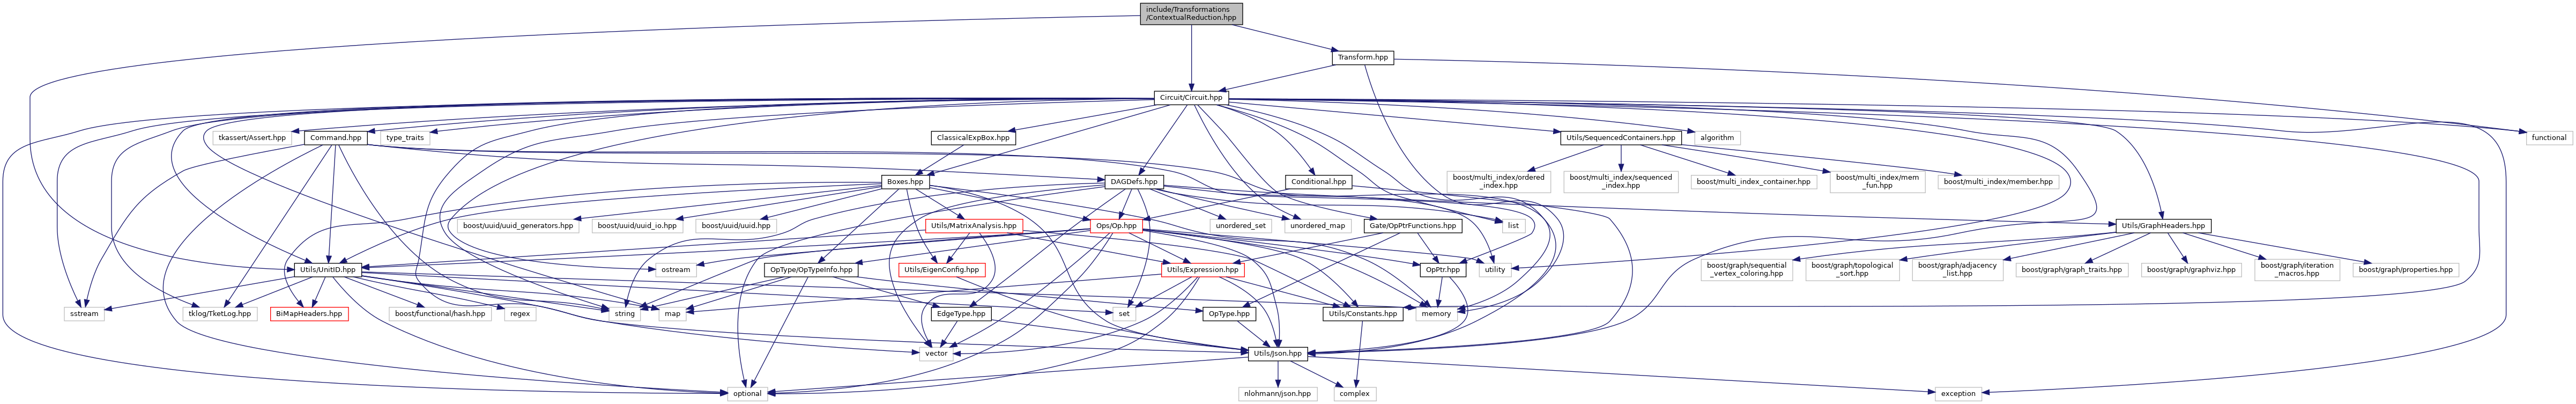 include/Transformations
/ContextualReduction.hpp
Transform.hpp
Circuit/Circuit.hpp
tkassert/Assert.hpp
Command.hpp
type_traits
ClassicalExpBox.hpp
Utils/SequencedContainers.hpp
algorithm
functional
Boxes.hpp
DAGDefs.hpp
Conditional.hpp
boost/multi_index/ordered
_index.hpp
boost/multi_index/sequenced
_index.hpp
boost/multi_index_container.hpp
boost/multi_index/mem
_fun.hpp
boost/multi_index/member.hpp
boost/uuid/uuid_generators.hpp
boost/uuid/uuid_io.hpp
boost/uuid/uuid.hpp
Utils/MatrixAnalysis.hpp
Ops/Op.hpp
unordered_set
unordered_map
Gate/OpPtrFunctions.hpp
list
Utils/GraphHeaders.hpp
Utils/UnitID.hpp
ostream
OpType/OpTypeInfo.hpp
Utils/EigenConfig.hpp
Utils/Expression.hpp
OpPtr.hpp
utility
boost/graph/sequential
_vertex_coloring.hpp
boost/graph/topological
_sort.hpp
boost/graph/adjacency
_list.hpp
boost/graph/graph_traits.hpp
boost/graph/graphviz.hpp
boost/graph/iteration
_macros.hpp
boost/graph/properties.hpp
sstream
tklog/TketLog.hpp
BiMapHeaders.hpp
boost/functional/hash.hpp
regex
string
map
EdgeType.hpp
set
OpType.hpp
Utils/Constants.hpp
memory
vector
Utils/Json.hpp
optional
nlohmann/json.hpp
complex
exception